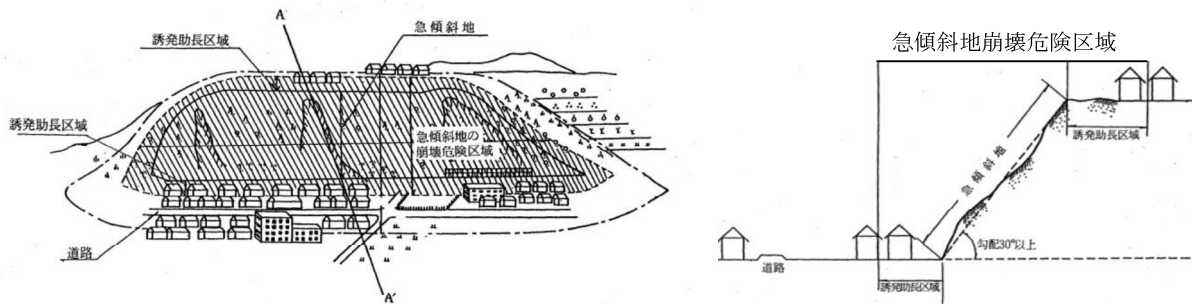 A
誘発助長区域
急傾斜地
誘発助長区域
急傾斜地の
崩壊危険区域
道路
A'
急傾斜地崩壊危険区域
誘発助長区域
急傾斜地
勾配30°以上
道路
誘発助長区域